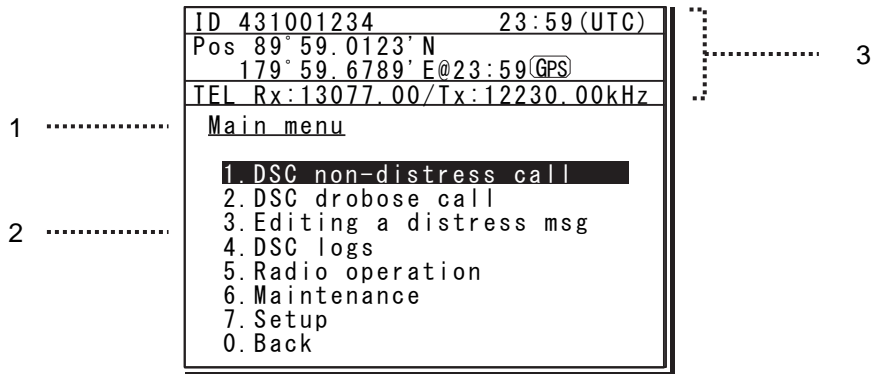 ID 431001234 23:59(UTC)
Pos 89°59.0123'N
179°59.6789'E@23:59 GPS
TEL Rx:13077.00/Tx:12230.00kHz
3
1
Main menu
1.DSC non-distress call
2.DSC drobose call
3.Editing a distress msg
2
4.DSC logs
5.Radio operation
6.Maintenance
7.Setup
0.Back